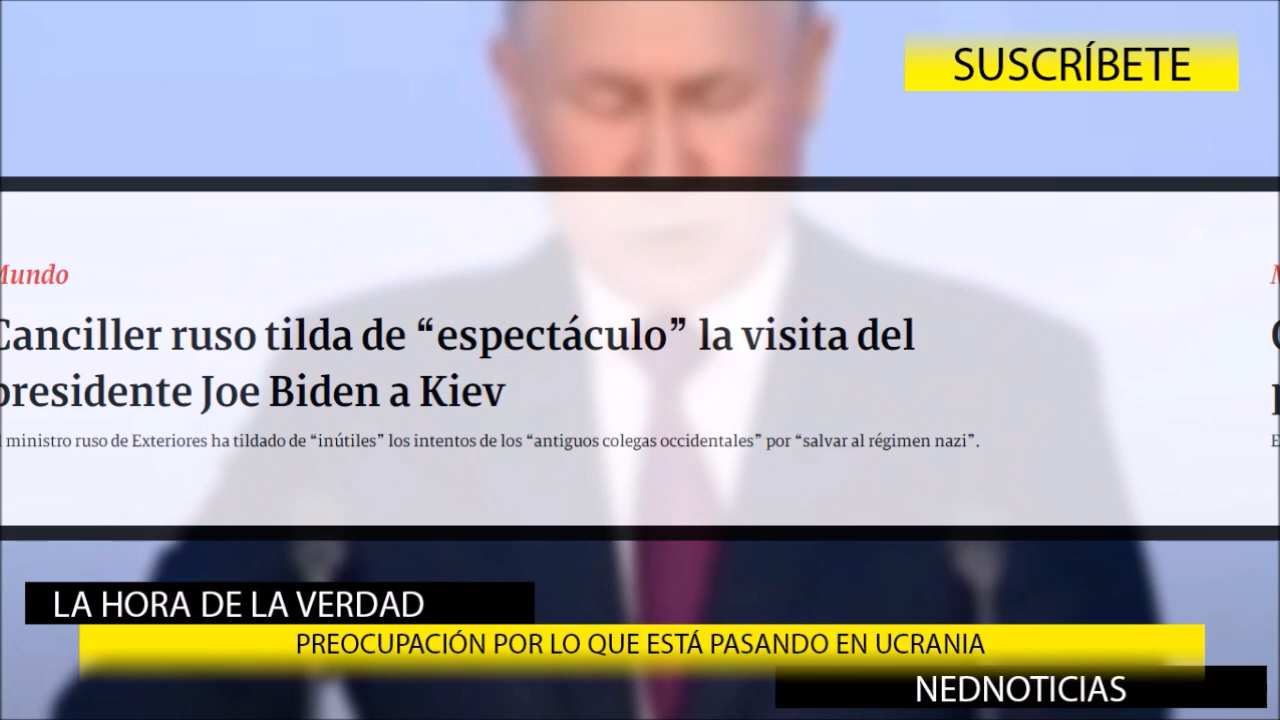 SUSCRÍBETE
Mundo
Canciller ruso tilda de “espectáculo” la visita del
presidente Joe Biden a Kiev
ministro ruso de Exteriores ha tildado de “inútiles” los intentos de los “antiguos colegas occidentales” por “salvar al régimen nazi”.
LA HORA DE LA VERDAD
PREOCUPACIÓN POR LO QUE ESTÁ PASANDO EN UCRANIA
NEDNOTICIAS